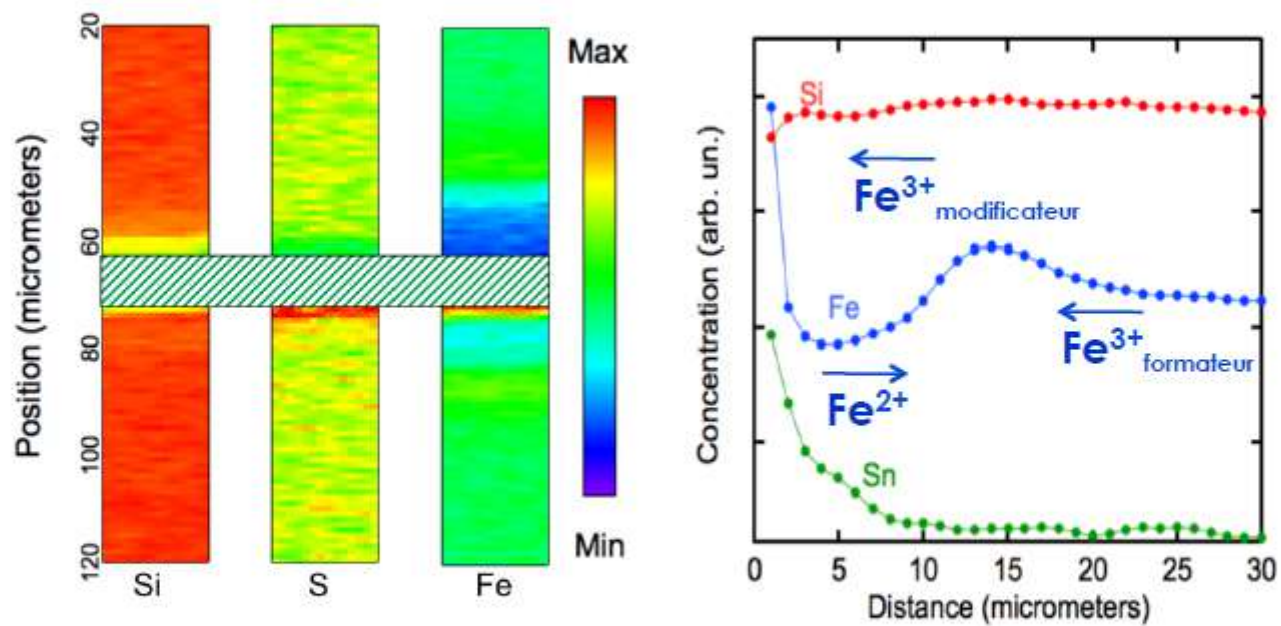 Position (micrometers)
20
40
60
80
100
120
Si
S
Fe
Max
Min
Concentration (arb. un.)
Si
Fe³⁺modificateur
Fe
Fe³⁺formateur
Fe²⁺
Sn
0
5
10
15
20
25
30
Distance (micrometers)